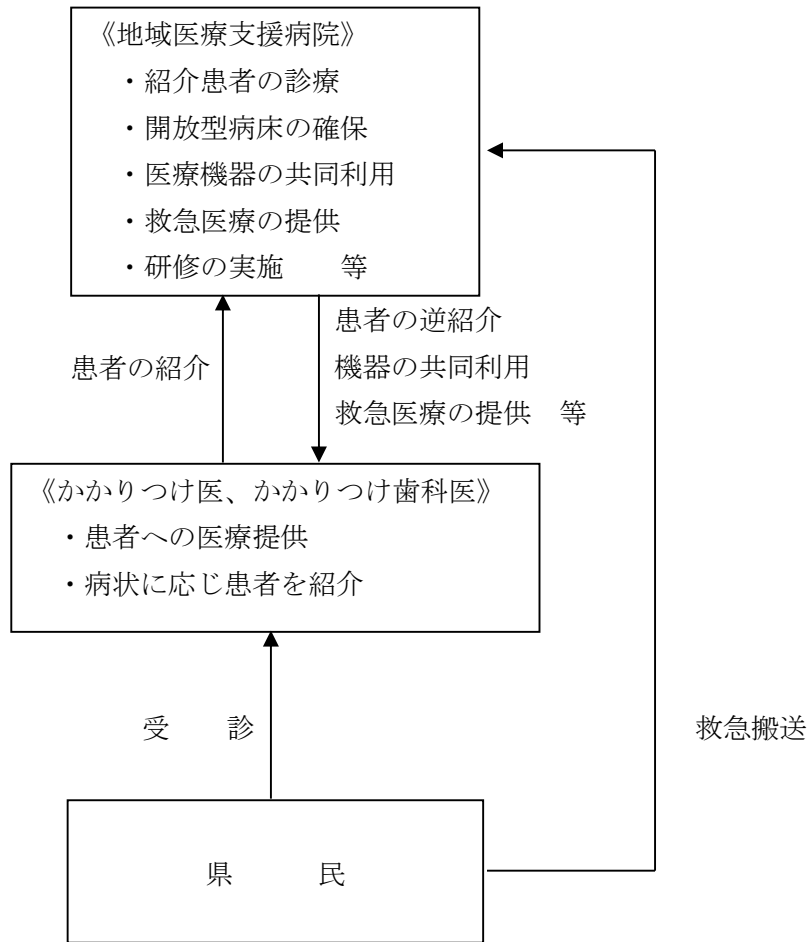 《地域医療支援病院》
・紹介患者の診療
・開放型病床の確保
・医療機器の共同利用
・救急医療の提供
・研修の実施　　等
患者の紹介
患者の逆紹介
機器の共同利用
救急医療の提供　等
《かかりつけ医、かかりつけ歯科医》
・患者への医療提供
・病状に応じ患者を紹介
受　　診
救急搬送
県　　　民